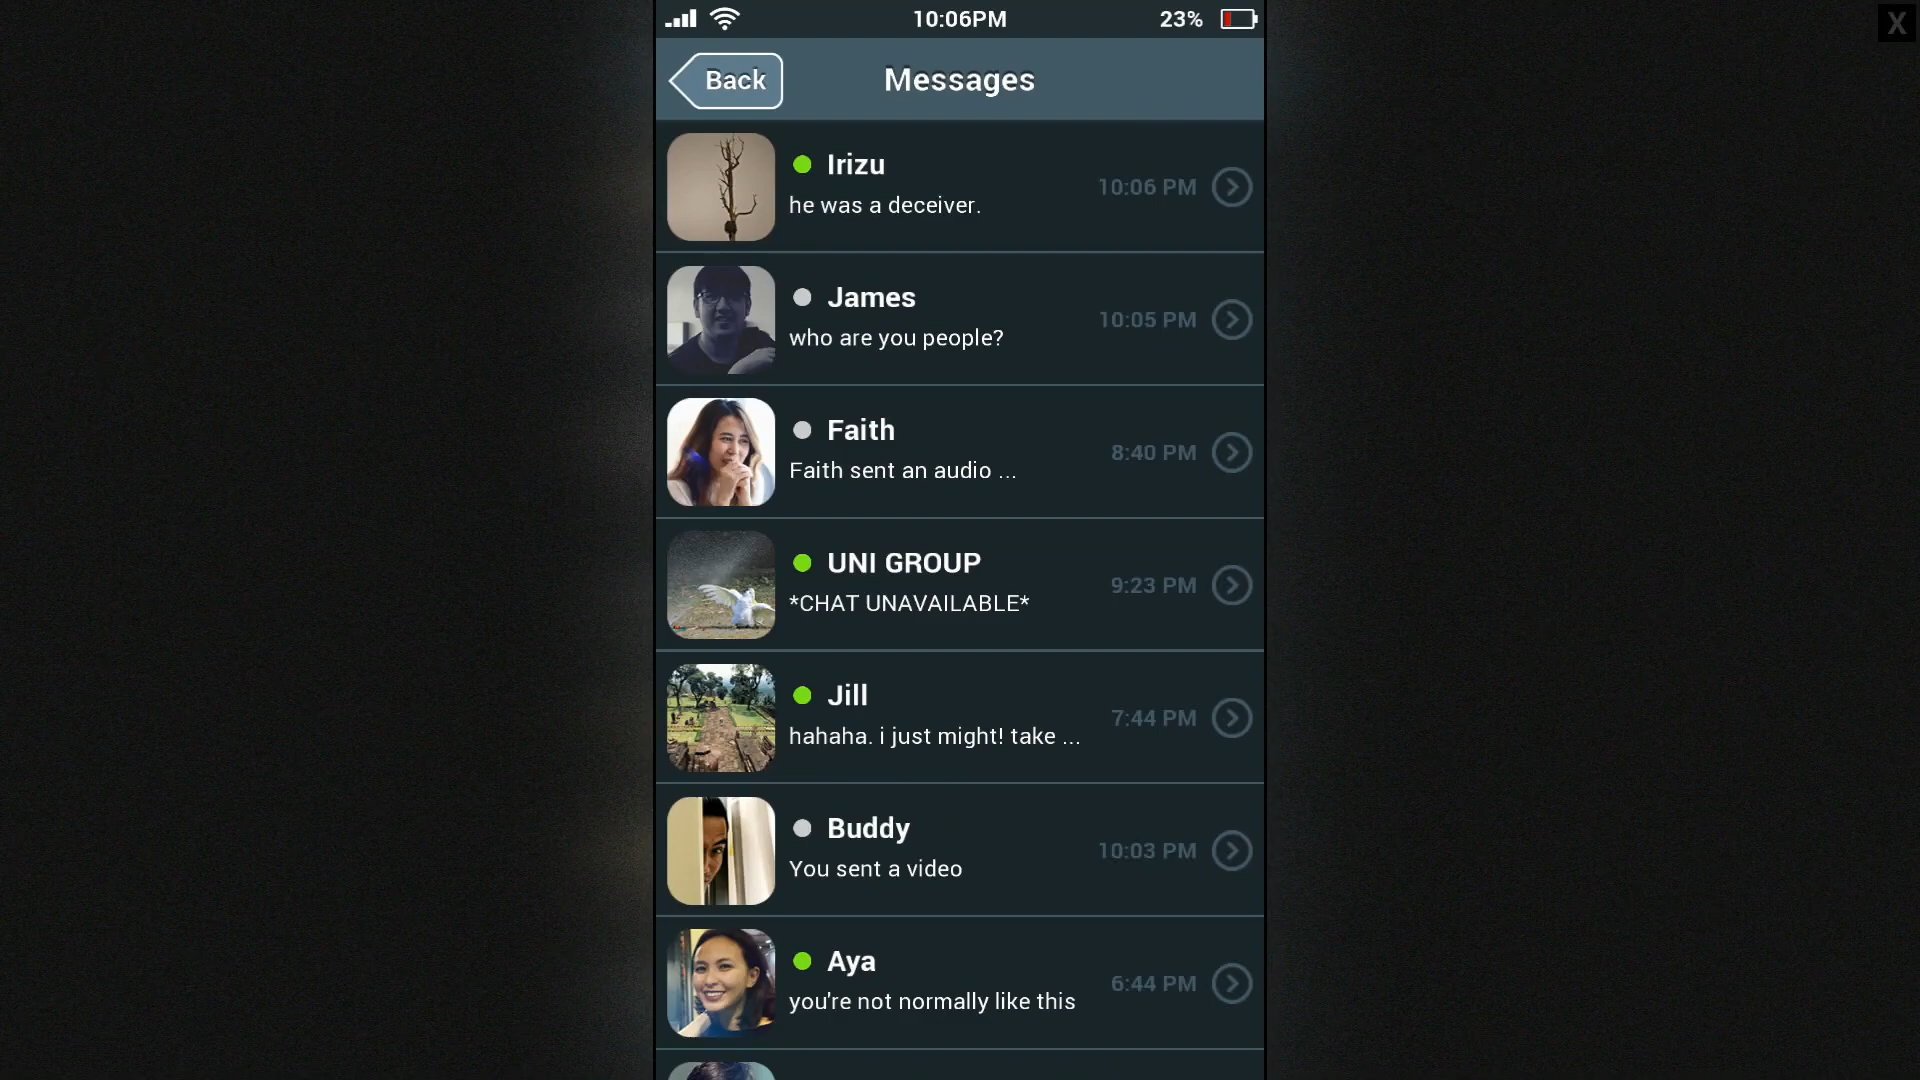 10:06PM
23%
X
Back
Messages
Irizu
he was a deceiver.
10:06 PM
James
who are you people?
10:05 PM
Faith
Faith sent an audio ...
8:40 PM
UNI GROUP
*CHAT UNAVAILABLE*
9:23 PM
Jill
hahaha. i just might! take ...
7:44 PM
Buddy
You sent a video
10:03 PM
Aya
you're not normally like this
6:44 PM